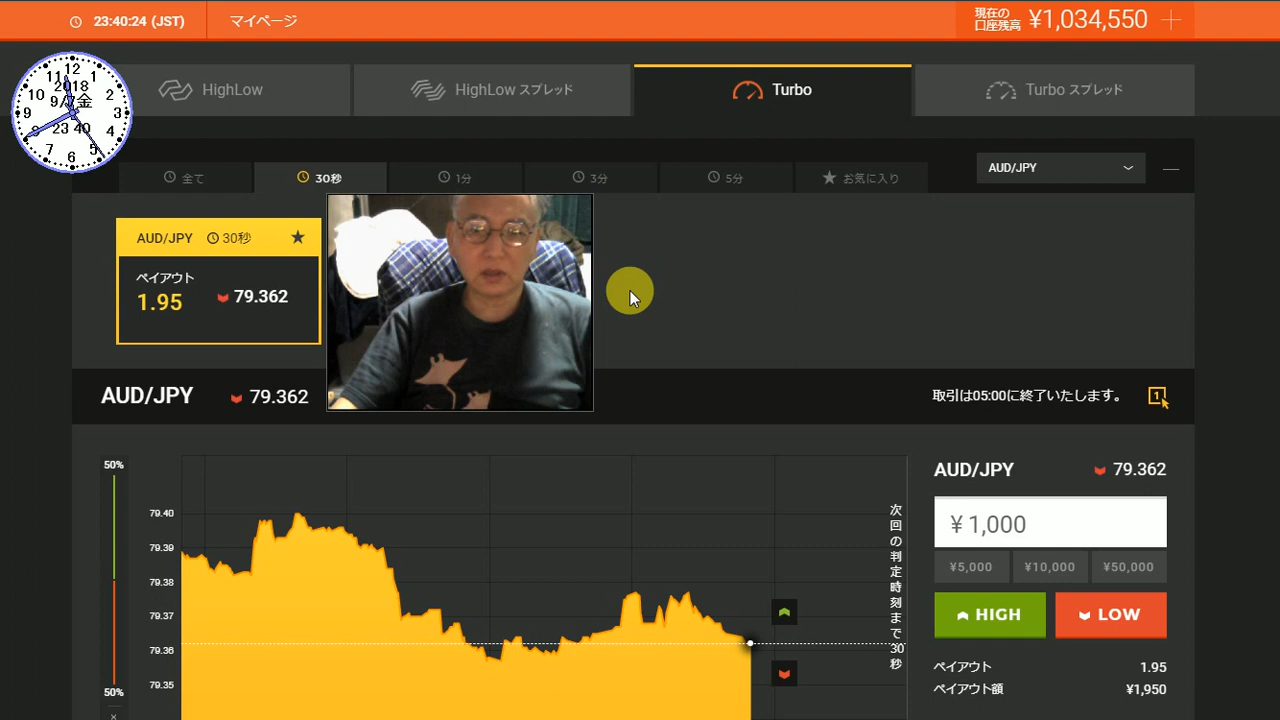 23:40:24 (JST)
マイページ
現在の
口座残高
¥1,034,550
12
11
1
2018
10
2
9/7金
9
3
23 40
8
4
7
5
6
HighLow
HighLow スプレッド
Turbo
Turbo スプレッド
全て
30秒
1分
3分
5分
お気に入り
AUD/JPY
AUD/JPY
30秒
ペイアウト
1.95
79.362
AUD/JPY
79.362
取引は05:00に終了いたします。
1
50%
50%
79.40
79.39
79.38
79.37
79.36
79.35
次回の判定時刻まで30秒
AUD/JPY
79.362
¥ 1,000
¥5,000
¥10,000
¥50,000
HIGH
LOW
ペイアウト
1.95
ペイアウト額
¥1,950